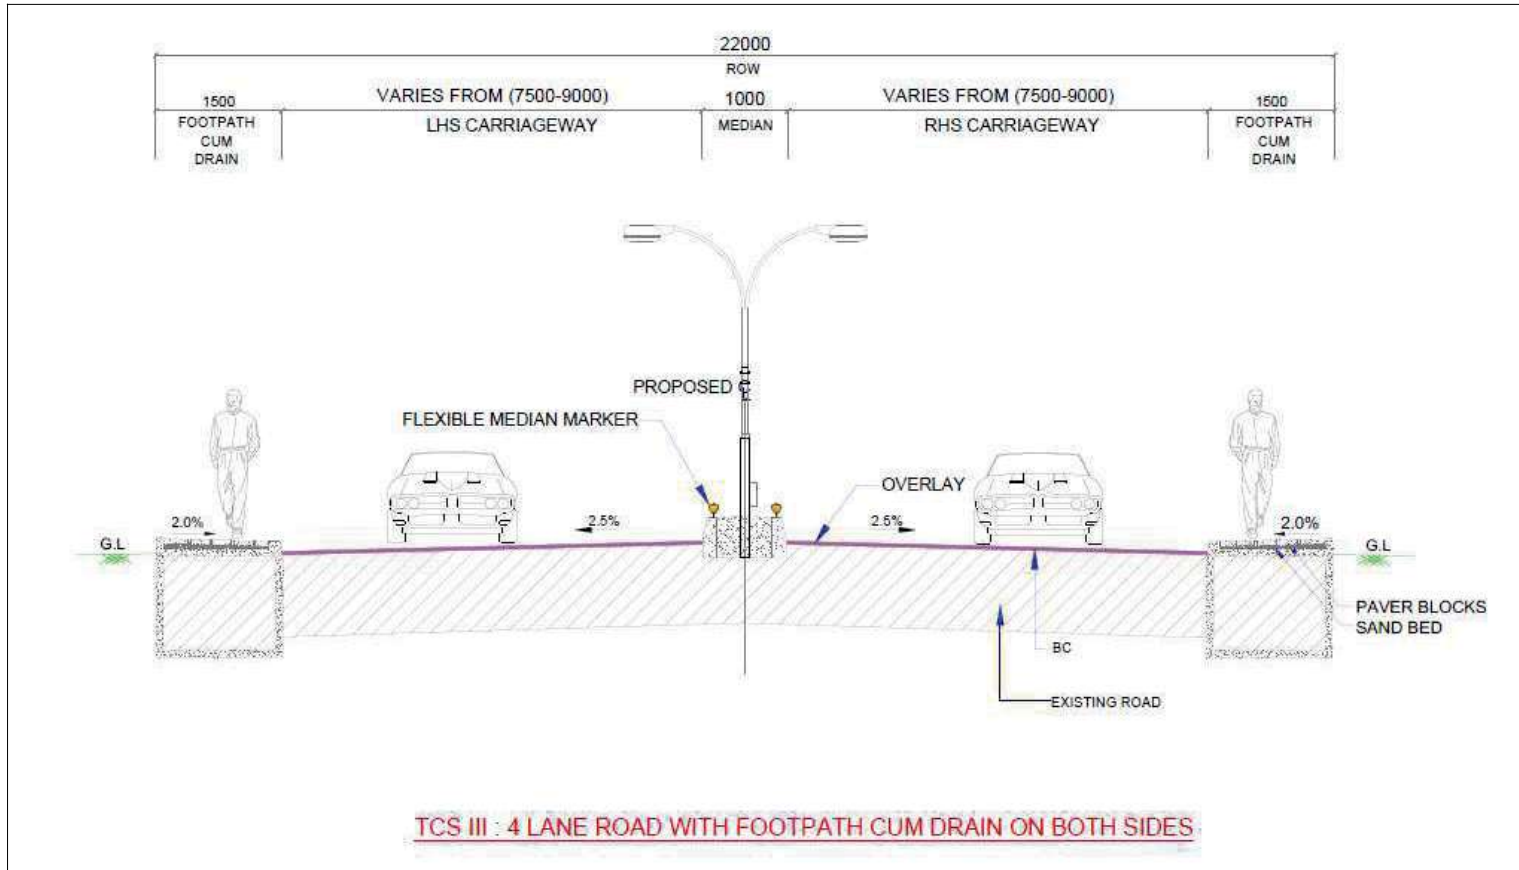 22000
ROW
1500
VARIES FROM (7500-9000)
1000
VARIES FROM (7500-9000)
1500
FOOTPATH
CUM
DRAIN
LHS CARRIAGEWAY
MEDIAN
RHS CARRIAGEWAY
FOOTPATH
CUM
DRAIN
PROPOSED
FLEXIBLE MEDIAN MARKER
OVERLAY
2.0%
2.5%
2.5%
2.0%
G.L
G.L
PAVER BLOCKS
SAND BED
BC
EXISTING ROAD
TCS III : 4 LANE ROAD WITH FOOTPATH CUM DRAIN ON BOTH SIDES